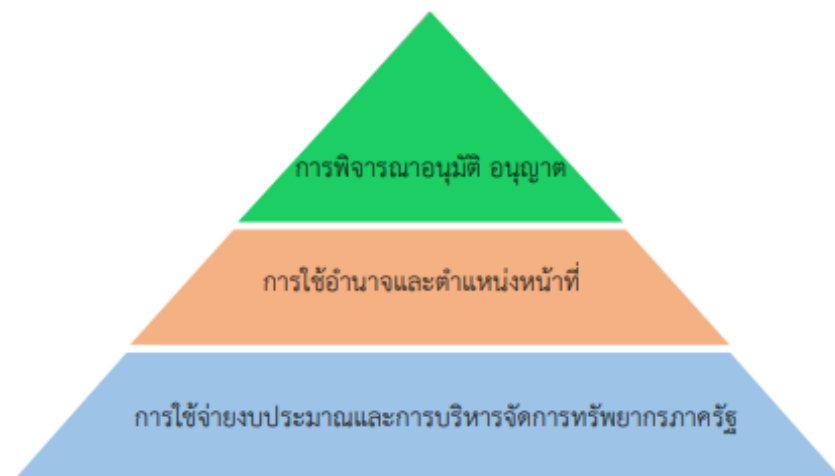 การพิจารณาอนุมัติ อนุญาต
การใช้อำนาจและตำแหน่งหน้าที่
การใช้จ่ายงบประมาณและการบริหารจัดการทรัพยากรภาครัฐ